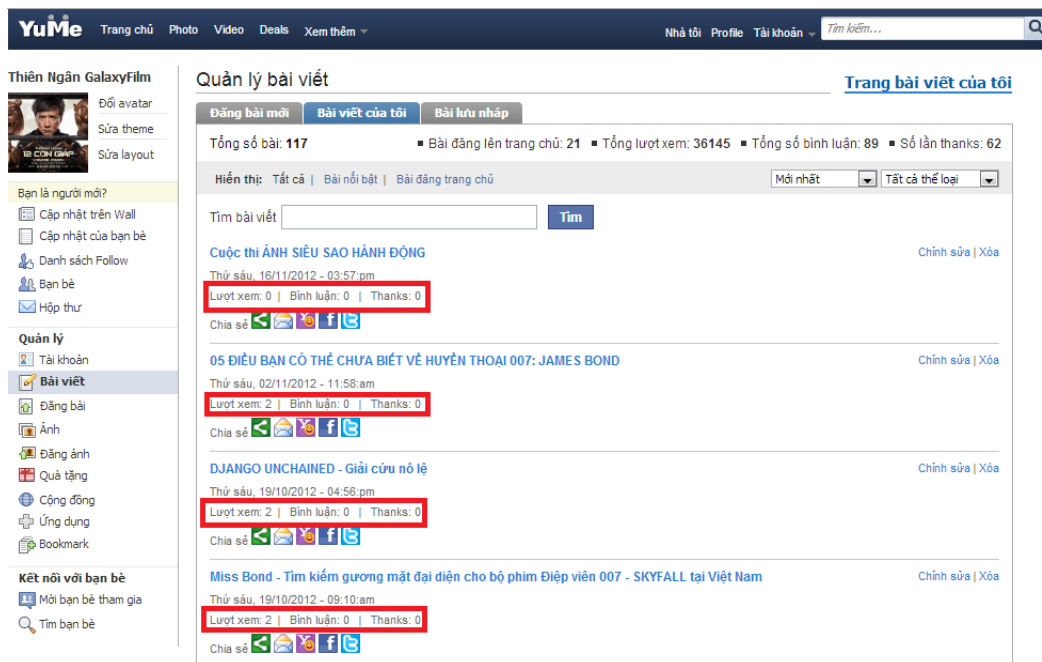 YuMe Trang chủ Photo Video Deals Xem thêm Nhà tôi Profile Tài khoản Tìm kiếm...
Thiên Ngân GalaxyFilm
Đổi avatar
Sửa theme
Sửa layout
12 CON GIÁP
Bạn là người mới?
Cập nhật trên Wall
Cập nhật của bạn bè
Danh sách Follow
Bạn bè
Hộp thư
Quản lý
Tài khoản
Bài viết
Đăng bài
Ảnh
Đăng ảnh
Quà tặng
Cộng đồng
Ứng dụng
Bookmark
Kết nối với bạn bè
Mời bạn bè tham gia
Tìm bạn bè
Quản lý bài viết
Trang bài viết của tôi
Đăng bài mới Bài viết của tôi Bài lưu nháp
Tổng số bài: 117 ▪ Bài đăng lên trang chủ: 21 ▪ Tổng lượt xem: 36145 ▪ Tổng số bình luận: 89 ▪ Số lần thanks: 62
Hiển thị: Tất cả | Bài nổi bật | Bài đăng trang chủ Mới nhất Tất cả thể loại
Tìm bài viết Tìm
Cuộc thi ẢNH SIÊU SAO HÀNH ĐỘNG Chỉnh sửa | Xóa
Thứ sáu, 16/11/2012 - 03:57:pm
Lượt xem: 0 | Bình luận: 0 | Thanks: 0
Chia sẻ
05 ĐIỀU BẠN CÓ THỂ CHƯA BIẾT VỀ HUYỀN THOẠI 007: JAMES BOND Chỉnh sửa | Xóa
Thứ sáu, 02/11/2012 - 11:58:am
Lượt xem: 2 | Bình luận: 0 | Thanks: 0
Chia sẻ
DJANGO UNCHAINED - Giải cứu nô lệ Chỉnh sửa | Xóa
Thứ sáu, 19/10/2012 - 04:56:pm
Lượt xem: 2 | Bình luận: 0 | Thanks: 0
Chia sẻ
Miss Bond - Tìm kiếm gương mặt đại diện cho bộ phim Điệp viên 007 - SKYFALL tại Việt Nam Chỉnh sửa | Xóa
Thứ sáu, 19/10/2012 - 09:10:am
Lượt xem: 2 | Bình luận: 0 | Thanks: 0
Chia sẻ